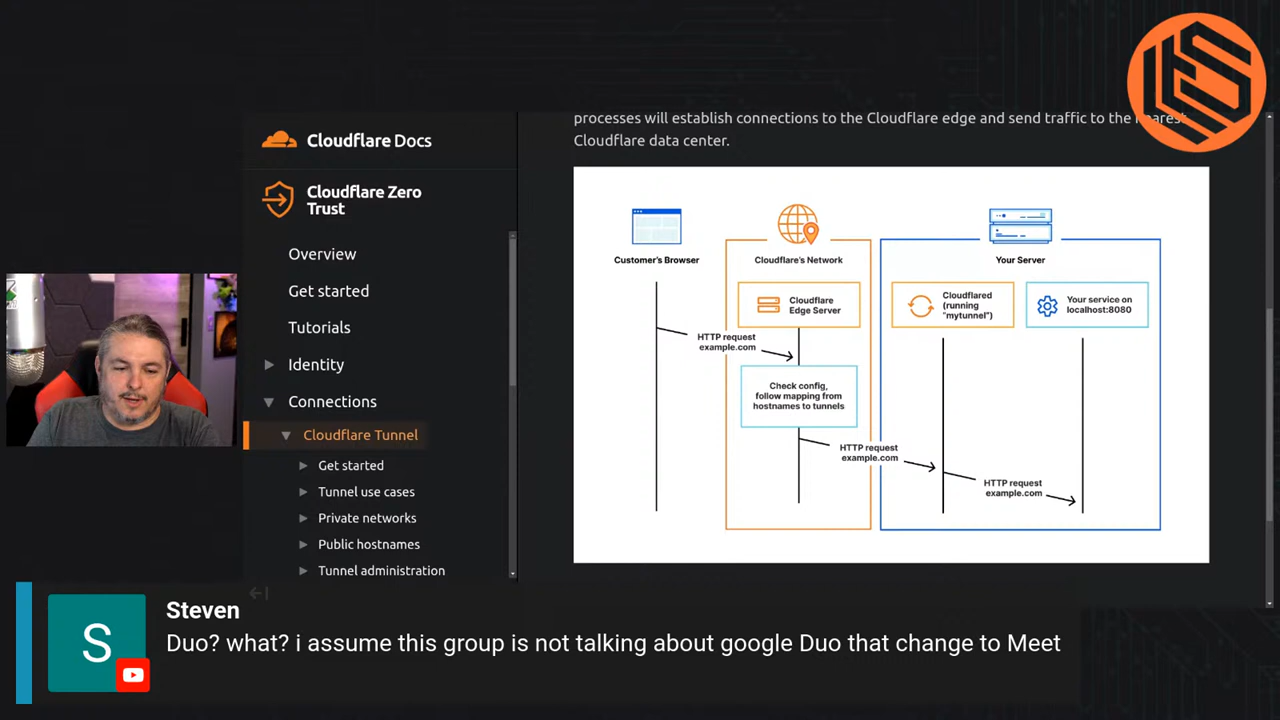 processes will establish connections to the Cloudflare edge and send traffic to the nearest
Cloudflare data center.
Cloudflare Docs
Cloudflare Zero
Trust
Overview
Get started
Tutorials
Identity
Connections
Cloudflare Tunnel
Get started
Tunnel use cases
Private networks
Public hostnames
Tunnel administration
Customer's Browser
Cloudflare's Network
Your Server
Cloudflare
Edge Server
Cloudflared
(running
"mytunnel")
Your service on
localhost:8080
HTTP request
example.com
Check config,
follow mapping from
hostnames to tunnels
HTTP request
example.com
HTTP request
example.com
S
Steven
Duo? what? i assume this group is not talking about google Duo that change to Meet